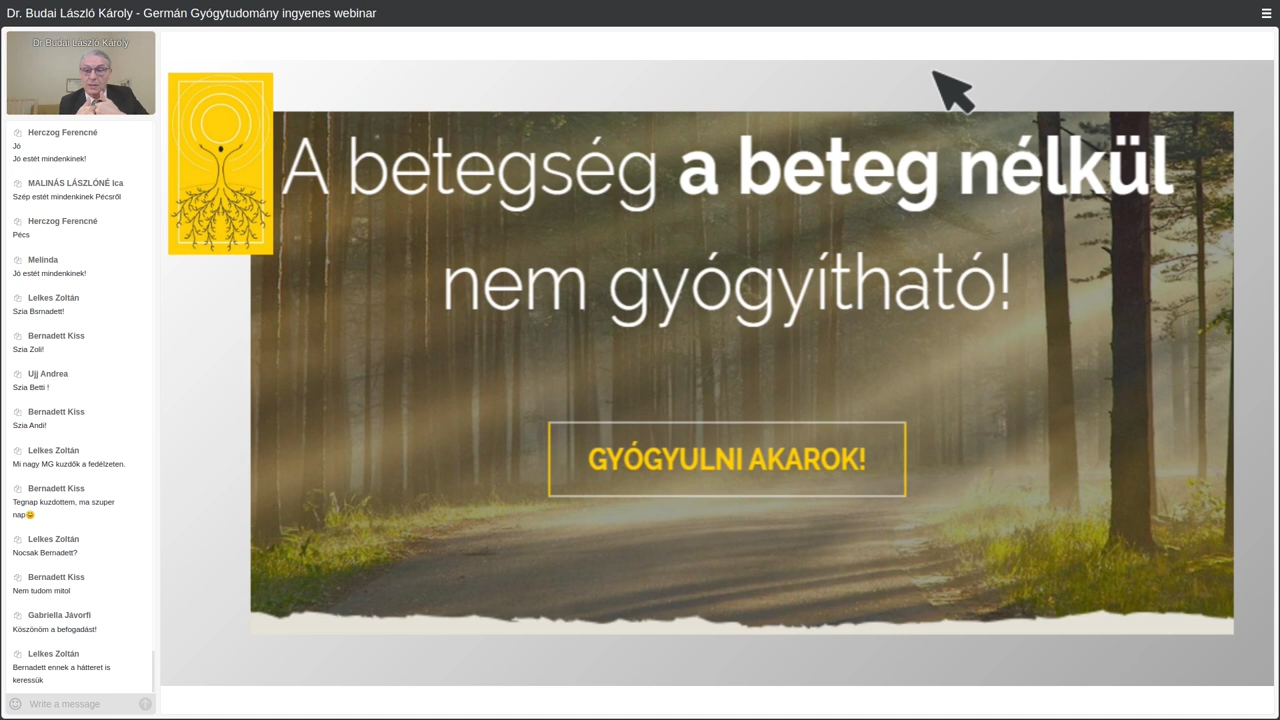 Dr. Budai László Károly - Germán Gyógytudomány ingyenes webinar
Dr Budai László Károly
Herczog Ferencné
Jó
Jó estét mindenkinek!
MALINÁS LÁSZLÓNÉ Ica
Szép estét mindenkinek Pécsről
Herczog Ferencné
Pécs
Melinda
Jó estét mindenkinek!
Lelkes Zoltán
Szia Bsrnadett!
Bernadett Kiss
Szia Zoli!
Ujj Andrea
Szia Betti !
Bernadett Kiss
Szia Andi!
Lelkes Zoltán
Mi nagy MG kuzdők a fedélzeten.
Bernadett Kiss
Tegnap kuzdottem, ma szuper
nap😊
Lelkes Zoltán
Nocsak Bernadett?
Bernadett Kiss
Nem tudom mitol
Gabriella Jávorfi
Köszönöm a befogadást!
Lelkes Zoltán
Bernadett ennek a hátteret is
keressük
Write a message
A betegség a beteg nélkül
nem gyógyítható!
GYÓGYULNI AKAROK!